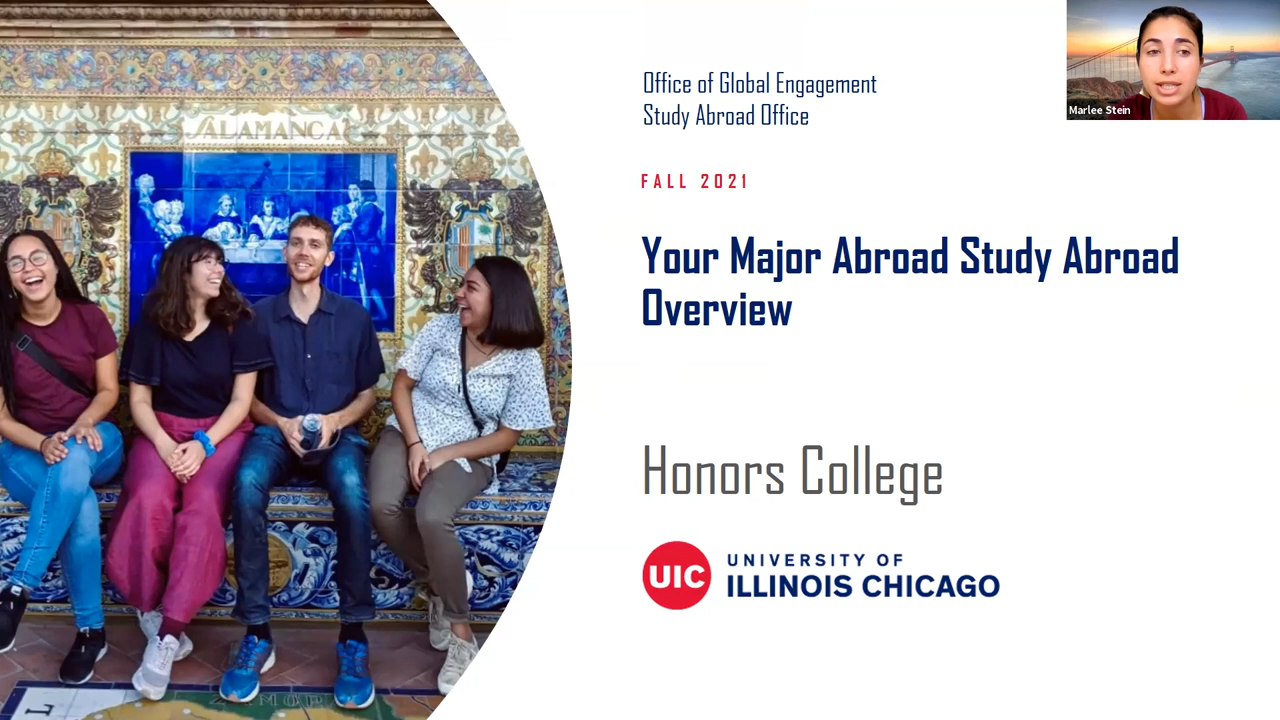 Office of Global Engagement
Study Abroad Office
Marlee Stein
FALL 2021
Your Major Abroad Study Abroad
Overview
Honors College
UIC
UNIVERSITY OF
ILLINOIS CHICAGO
SALAMANCA